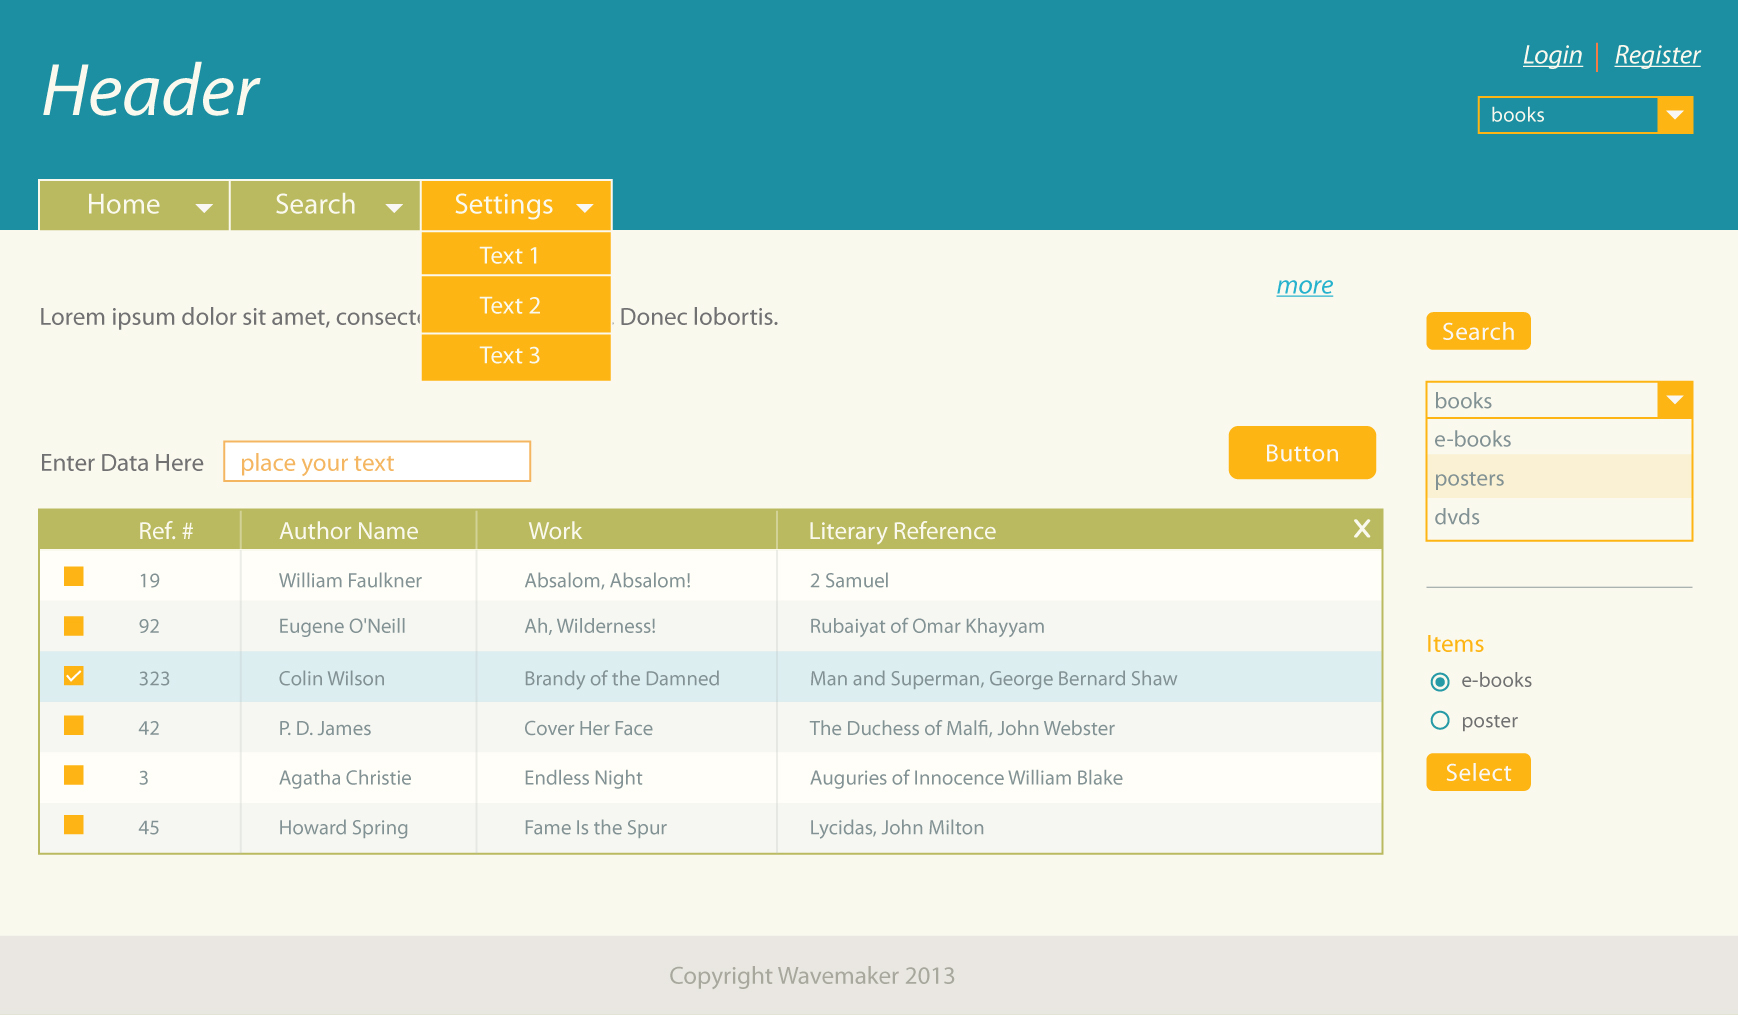 Header
Login | Register
books
Home Search Settings
Text 1
Text 2
Text 3
more
Lorem ipsum dolor sit amet, Donec lobortis.
Search
books
e-books
posters
dvds
Enter Data Here place your text
Button
Ref. # Author Name Work Literary Reference X
19 William Faulkner Absalom, Absalom! 2 Samuel
92 Eugene O'Neill Ah, Wilderness! Rubaiyat of Omar Khayyam
323 Colin Wilson Brandy of the Damned Man and Superman, George Bernard Shaw
42 P. D. James Cover Her Face The Duchess of Malfi, John Webster
3 Agatha Christie Endless Night Auguries of Innocence William Blake
45 Howard Spring Fame Is the Spur Lycidas, John Milton
Items
e-books
poster
Select
Copyright Wavemaker 2013